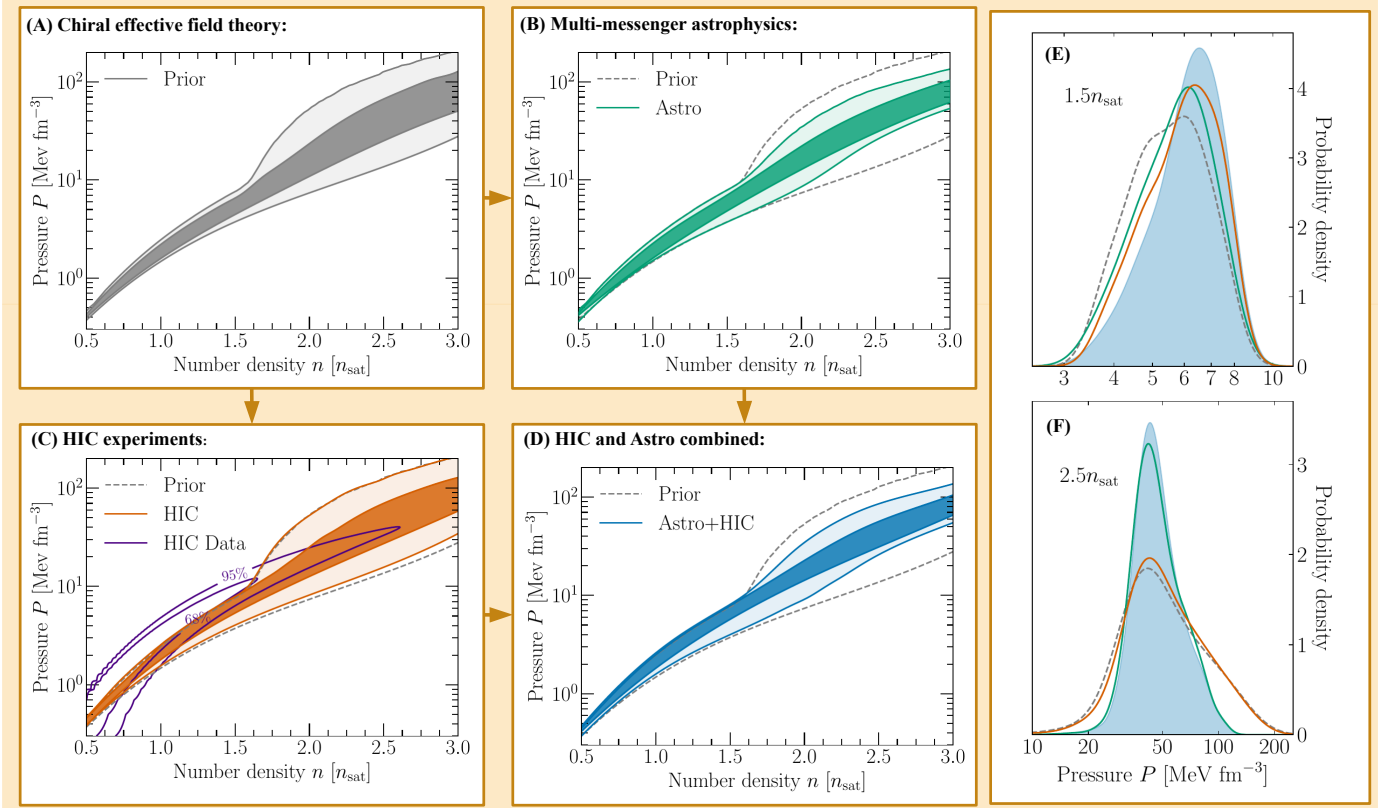 (A) Chiral effective field theory:
Prior
10²
10¹
10⁰
Pressure P [Mev fm⁻³]
0.5 1.0 1.5 2.0 2.5 3.0
Number density n [n_sat]
(B) Multi-messenger astrophysics:
Prior
Astro
10²
10¹
10⁰
Pressure P [Mev fm⁻³]
0.5 1.0 1.5 2.0 2.5 3.0
Number density n [n_sat]
(C) HIC experiments:
Prior
HIC
HIC Data
95%
68%
10²
10¹
10⁰
Pressure P [Mev fm⁻³]
0.5 1.0 1.5 2.0 2.5 3.0
Number density n [n_sat]
(D) HIC and Astro combined:
Prior
Astro+HIC
10²
10¹
10⁰
Pressure P [Mev fm⁻³]
0.5 1.0 1.5 2.0 2.5 3.0
Number density n [n_sat]
(E)
1.5n_sat
4
3
2
1
0
Probability density
3 4 5 6 7 8 10
(F)
2.5n_sat
3
2
1
0
Probability density
10 20 50 100 200
Pressure P [MeV fm⁻³]